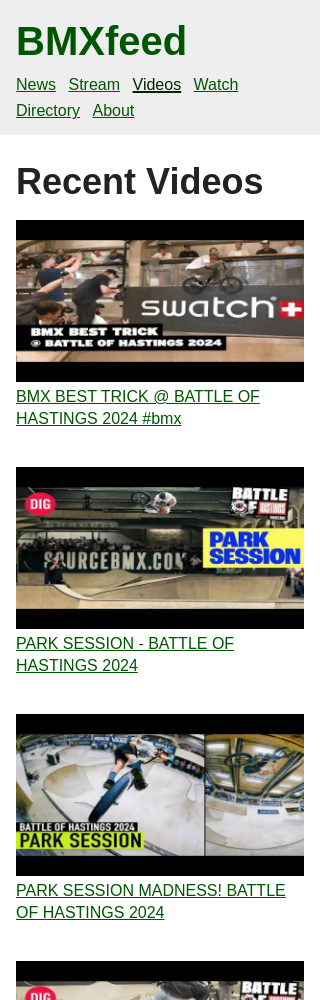 BMXfeed
News Stream Videos Watch
Directory About
Recent Videos
swatch
BMX BEST TRICK
@ BATTLE OF HASTINGS 2024
BMX BEST TRICK @ BATTLE OF
HASTINGS 2024 #bmx
DIG
BATTLE
OF
HASTINGS
PARK
SESSION
SOURCEBMX.COM
PARK SESSION - BATTLE OF
HASTINGS 2024
BATTLE OF HASTINGS 2024
PARK SESSION
PARK SESSION MADNESS! BATTLE
OF HASTINGS 2024
DIG
BATTLE